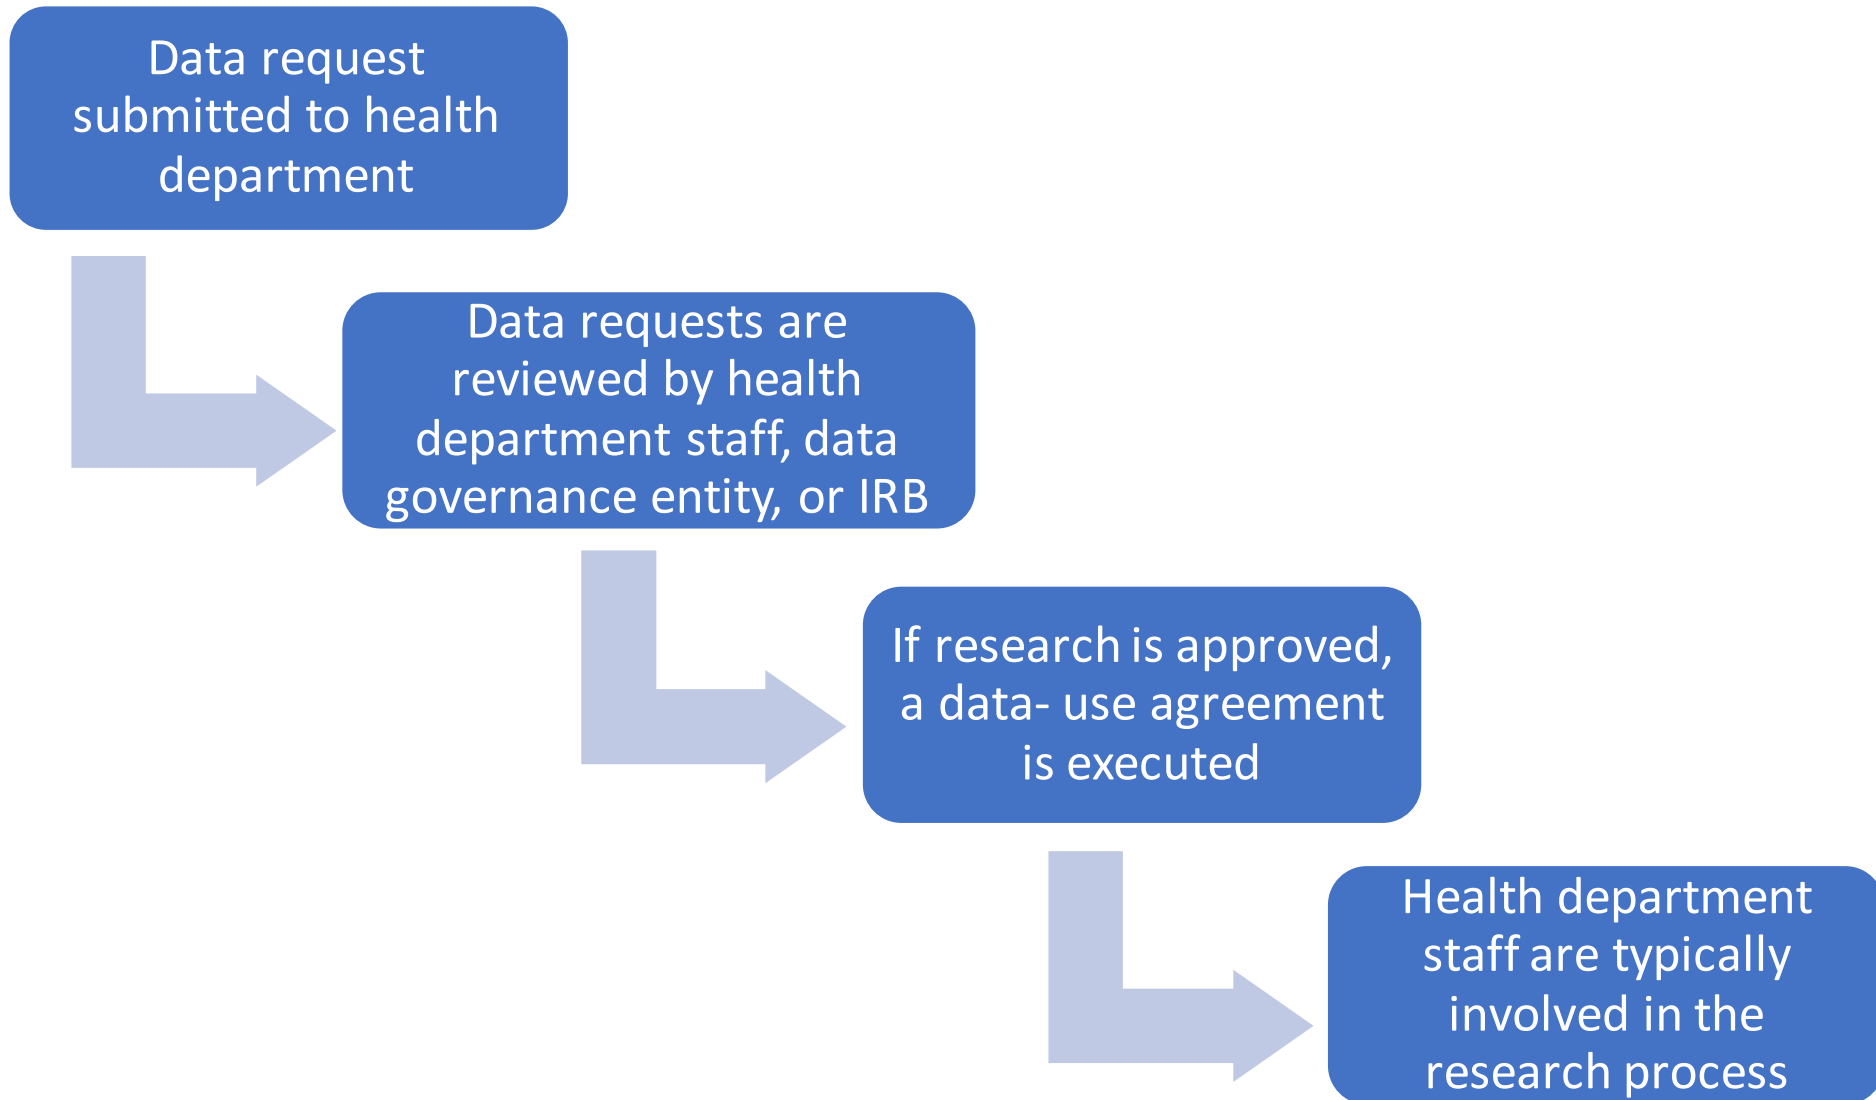 Data request
submitted to health
department
Data requests are
reviewed by health
department staff, data
governance entity, or IRB
If research is approved,
a data- use agreement
is executed
Health department
staff are typically
involved in the
research process